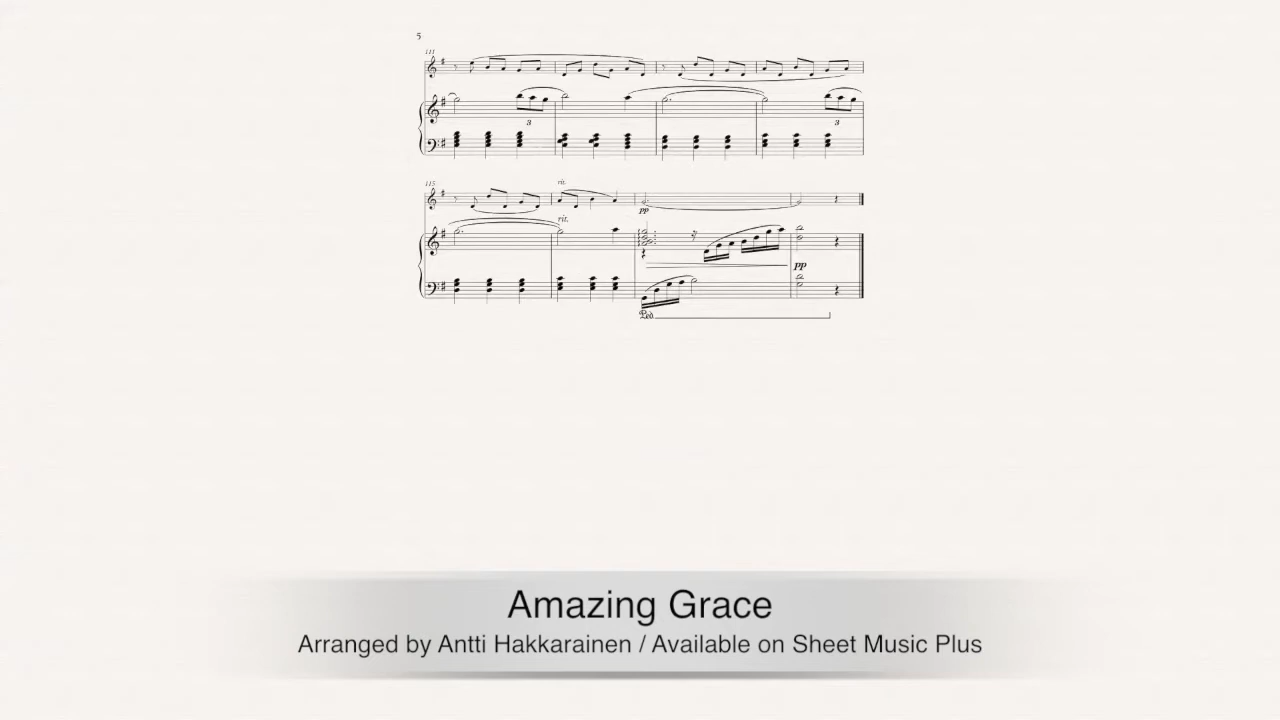 5
111
3
3
115
rit.
rit.
pp
pp
Ped
Amazing Grace
Arranged by Antti Hakkarainen / Available on Sheet Music Plus